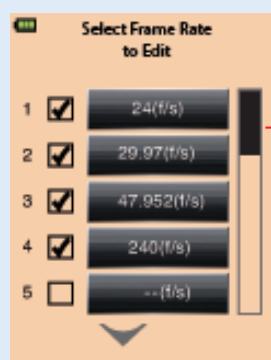 Select Frame Rate
to Edit
1 24(f/s)
2 29.97(f/s)
3 47.952(f/s)
4 240(f/s)
5 --(f/s)